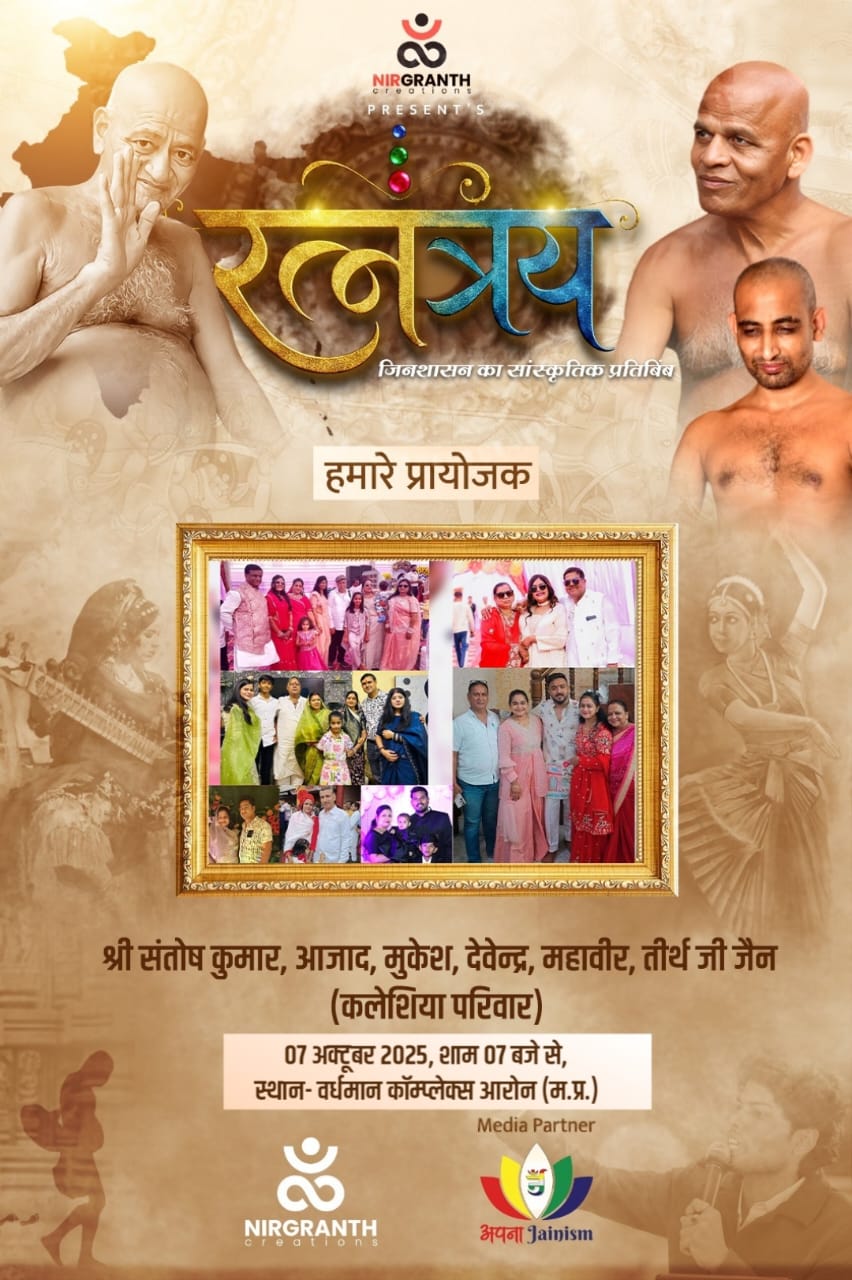 NIRGRANTH
creations
PRESENT'S
रत्नंत्रय
जिनशासन का सांस्कृतिक प्रतिबिंब
हमारे प्रायोजक
श्री संतोष कुमार, आजाद, मुकेश, देवेन्द्र, महावीर, तीर्थ जी जैन
(कलेशिया परिवार)
07 अक्टूबर 2025, शाम 07 बजे से,
स्थान- वर्धमान कॉम्प्लेक्स आरोन (म.प्र.)
Media Partner
NIRGRANTH
creations
अपना Jainism